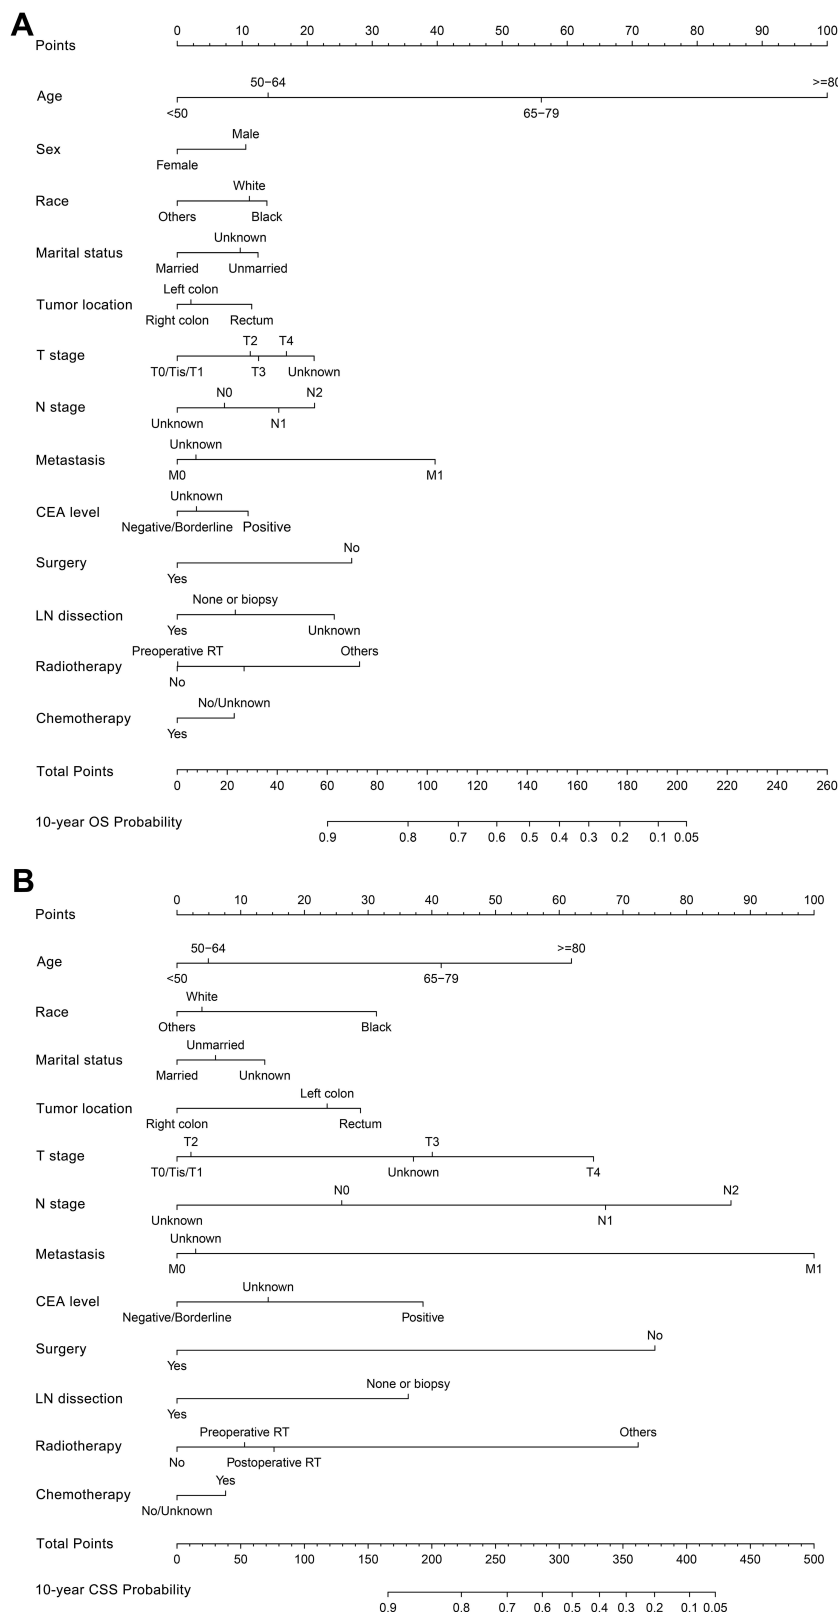 A
Points
0 10 20 30 40 50 60 70 80 90 100
50−64
Age
<50 65−79 >=80
Male
Sex
Female
White
Race
Others Black
Unknown
Marital status
Married Unmarried
Left colon
Tumor location
Right colon Rectum
T2 T4
T stage
T0/Tis/T1 T3 Unknown
N0 N2
N stage
Unknown N1
Unknown
Metastasis
M0 M1
Unknown
CEA level
Negative/Borderline Positive
No
Surgery
Yes
None or biopsy
LN dissection
Yes Unknown
Preoperative RT Others
Radiotherapy
No
No/Unknown
Chemotherapy
Yes
Total Points
0 20 40 60 80 100 120 140 160 180 200 220 240 260
10-year OS Probability
0.9 0.8 0.7 0.6 0.5 0.4 0.3 0.2 0.1 0.05
B
0 10 20 30 40 50 60 70 80 90 100
Points
50−64 >=80
Age
<50 65−79
White
Race
Others Black
Unmarried
Marital status
Married Unknown
Left colon
Tumor location
Right colon Rectum
T2 T3
T stage
T0/Tis/T1 Unknown T4
N0 N2
N stage
Unknown N1
Unknown
Metastasis
M0 M1
Unknown
CEA level
Negative/Borderline Positive
No
Surgery
Yes
None or biopsy
LN dissection
Yes
Preoperative RT Others
Radiotherapy
No Postoperative RT
Yes
Chemotherapy
No/Unknown
Total Points
0 50 100 150 200 250 300 350 400 450 500
10-year CSS Probability
0.9 0.8 0.7 0.6 0.5 0.4 0.3 0.2 0.1 0.05